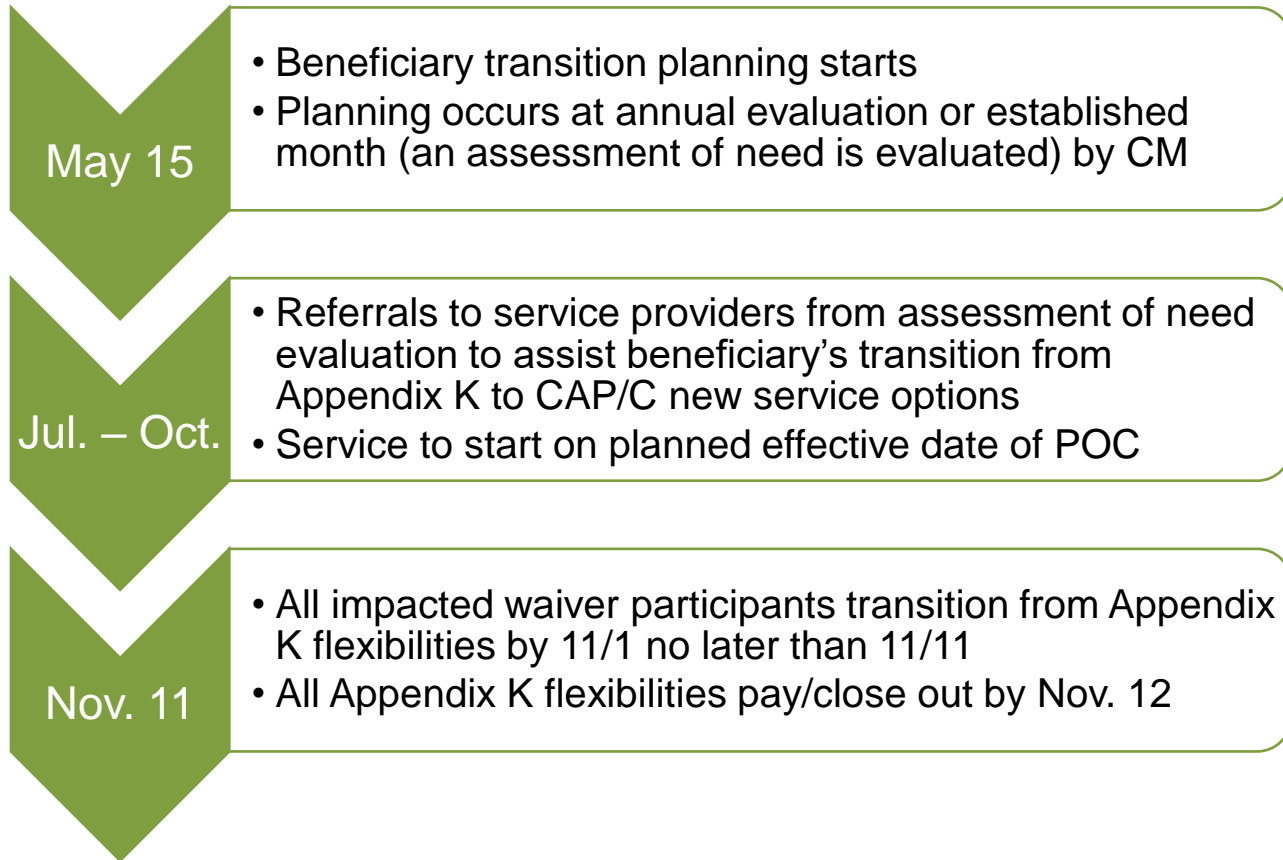 May 15
• Beneficiary transition planning starts
• Planning occurs at annual evaluation or established
month (an assessment of need is evaluated) by CM
Jul. – Oct.
• Referrals to service providers from assessment of need
evaluation to assist beneficiary’s transition from
Appendix K to CAP/C new service options
• Service to start on planned effective date of POC
Nov. 11
• All impacted waiver participants transition from Appendix
K flexibilities by 11/1 no later than 11/11
• All Appendix K flexibilities pay/close out by Nov. 12